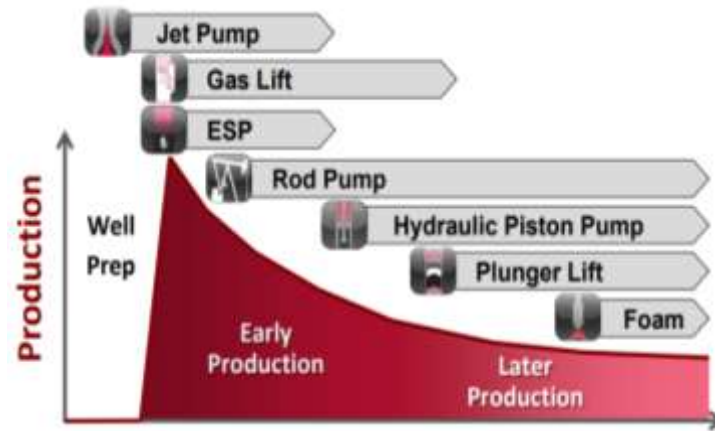 Jet Pump
Gas Lift
ESP
Rod Pump
Hydraulic Piston Pump
Plunger Lift
Foam
Production
Well
Prep
Early
Production
Later
Production